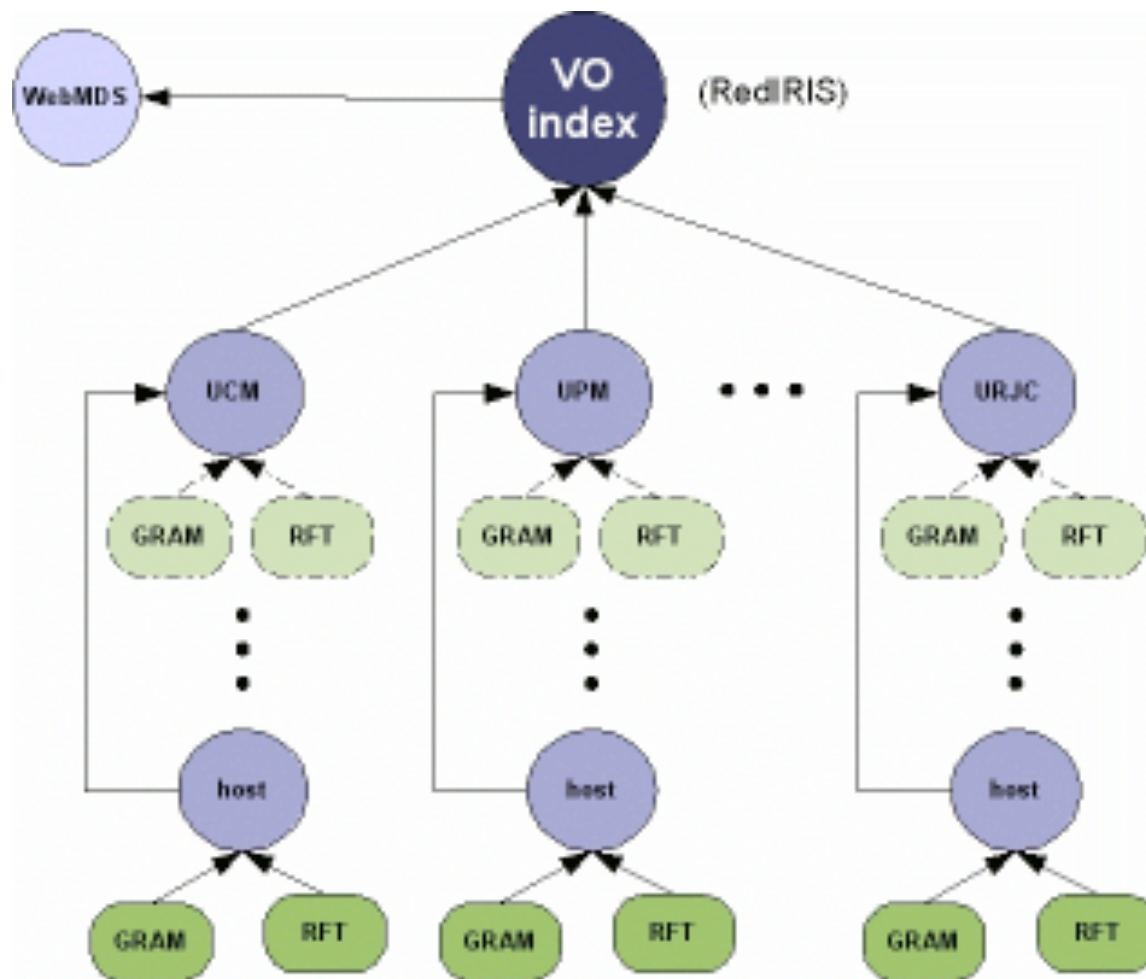 WebMDS
VO
index
(RedIRIS)
UCM
UPM
URJC
GRAM
RFT
GRAM
RFT
GRAM
RFT
host
host
host
GRAM
RFT
GRAM
RFT
GRAM
RFT